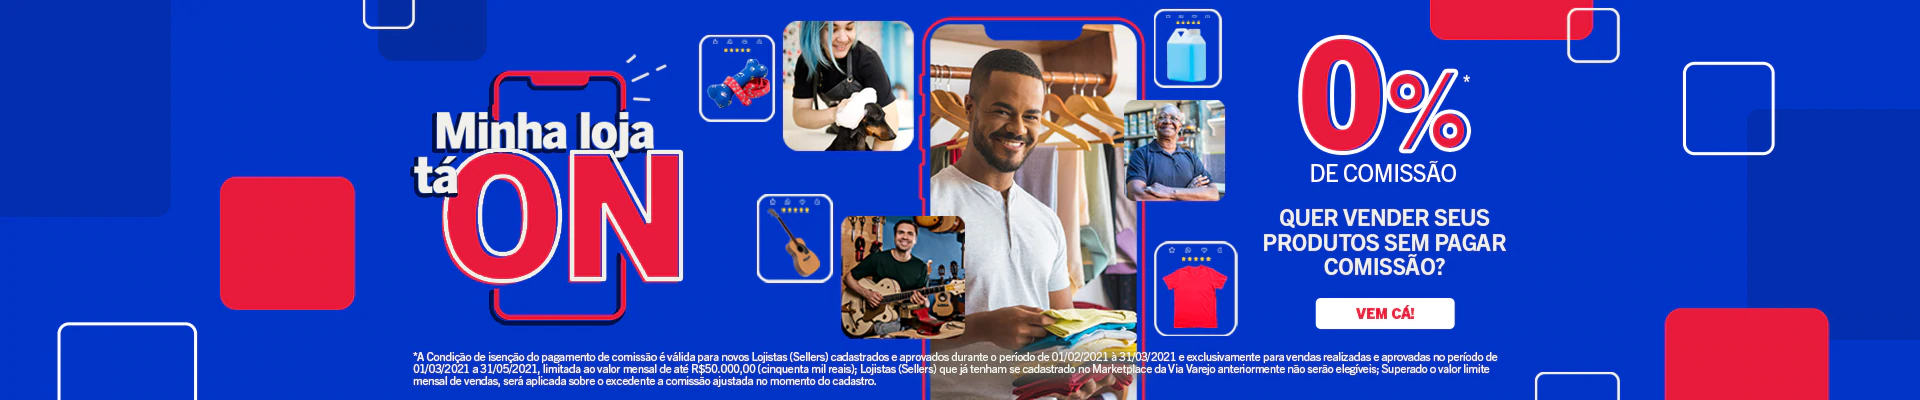 Minha loja
tá
ON
0%*
DE COMISSÃO
QUER VENDER SEUS
PRODUTOS SEM PAGAR
COMISSÃO?
VEM CÁ!
*A Condição de isenção do pagamento de comissão é válida para novos Lojistas (Sellers) cadastrados e aprovados durante o período de 01/02/2021 à 31/03/2021 e exclusivamente para vendas realizadas e aprovadas no período de
01/03/2021 a 31/05/2021, limitada ao valor mensal de até R$50.000,00 (cinquenta mil reais); Lojistas (Sellers) que já tenham se cadastrado no Marketplace da Via Varejo anteriormente não serão elegíveis; Superado o valor limite
mensal de vendas, será aplicada sobre o excedente a comissão ajustada no momento do cadastro.